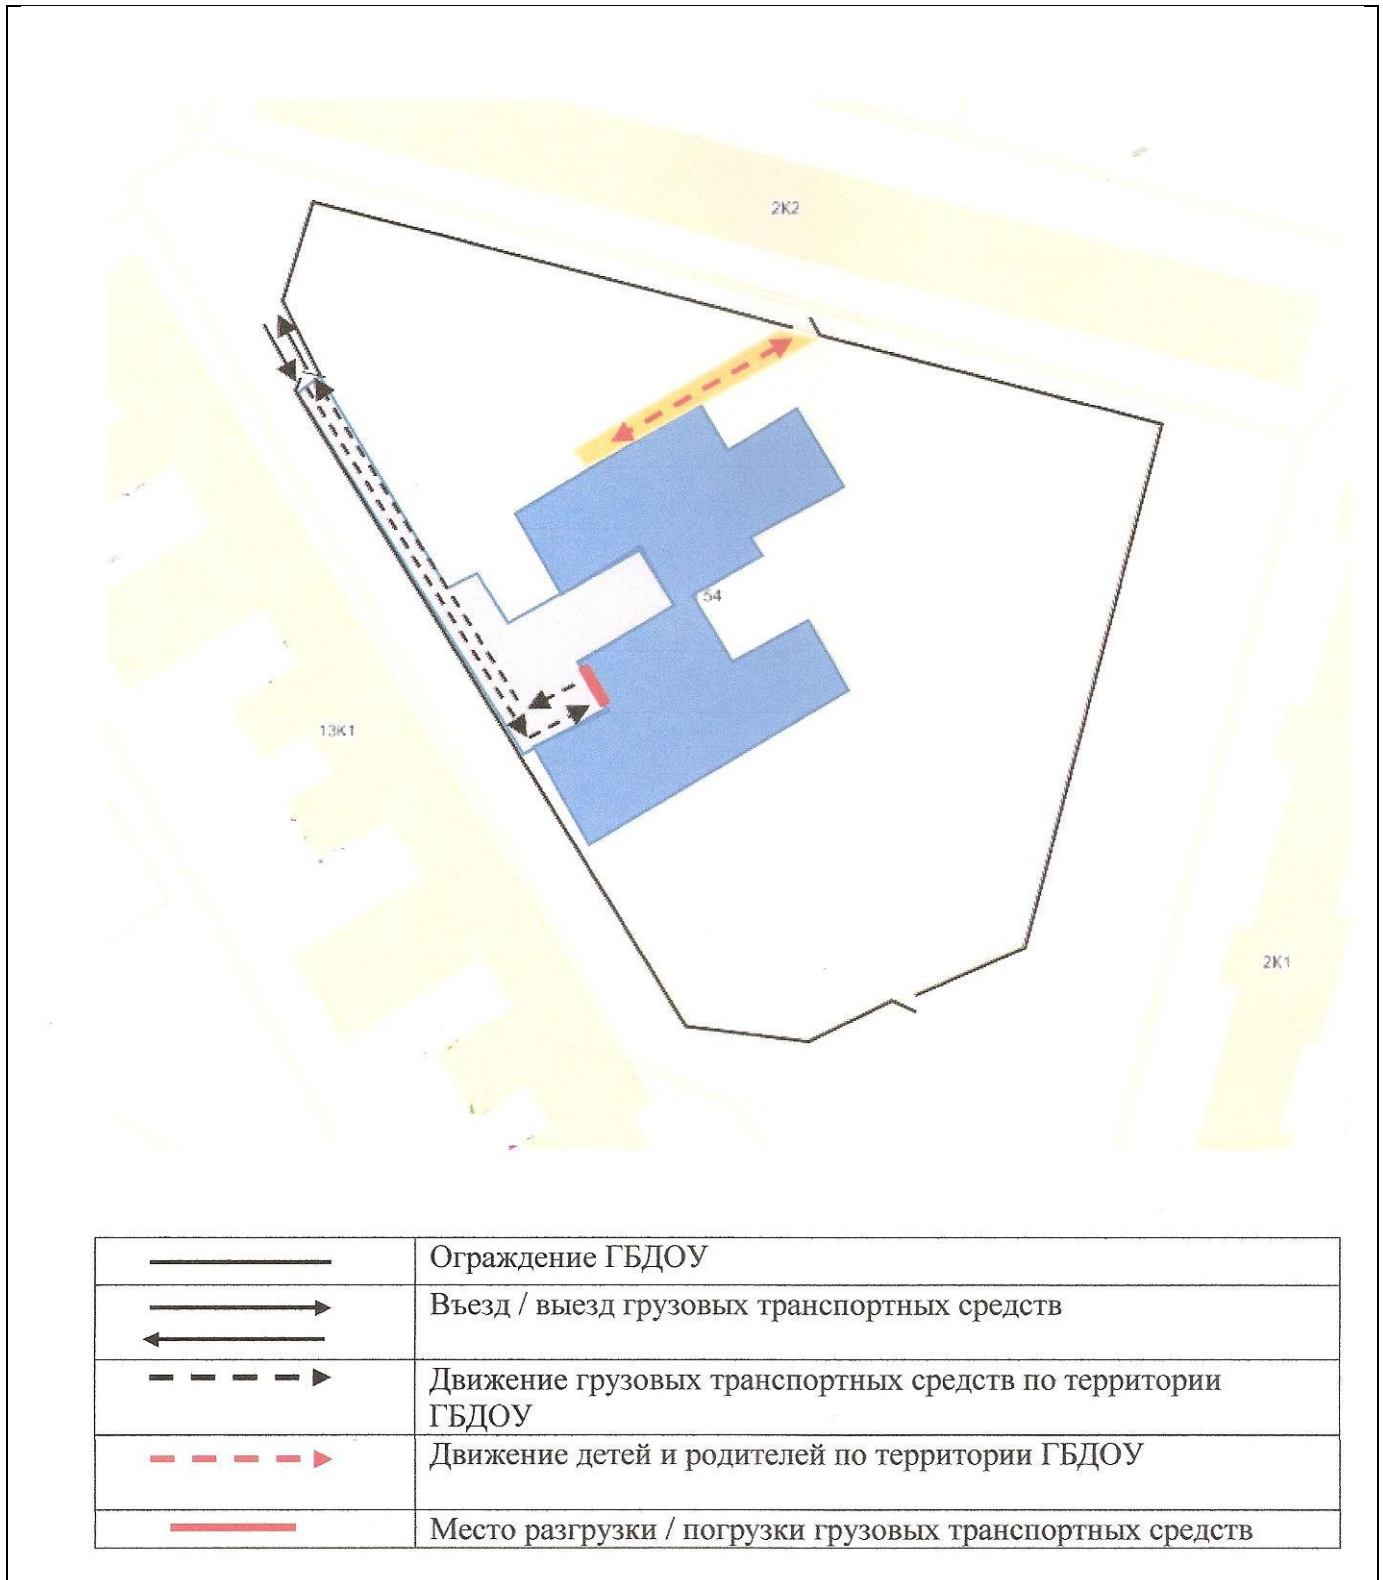 2К2
54
13К1
2К1
Ограждение ГБДОУ
Въезд / выезд грузовых транспортных средств
Движение грузовых транспортных средств по территории
ГБДОУ
Движение детей и родителей по территории ГБДОУ
Место разгрузки / погрузки грузовых транспортных средств